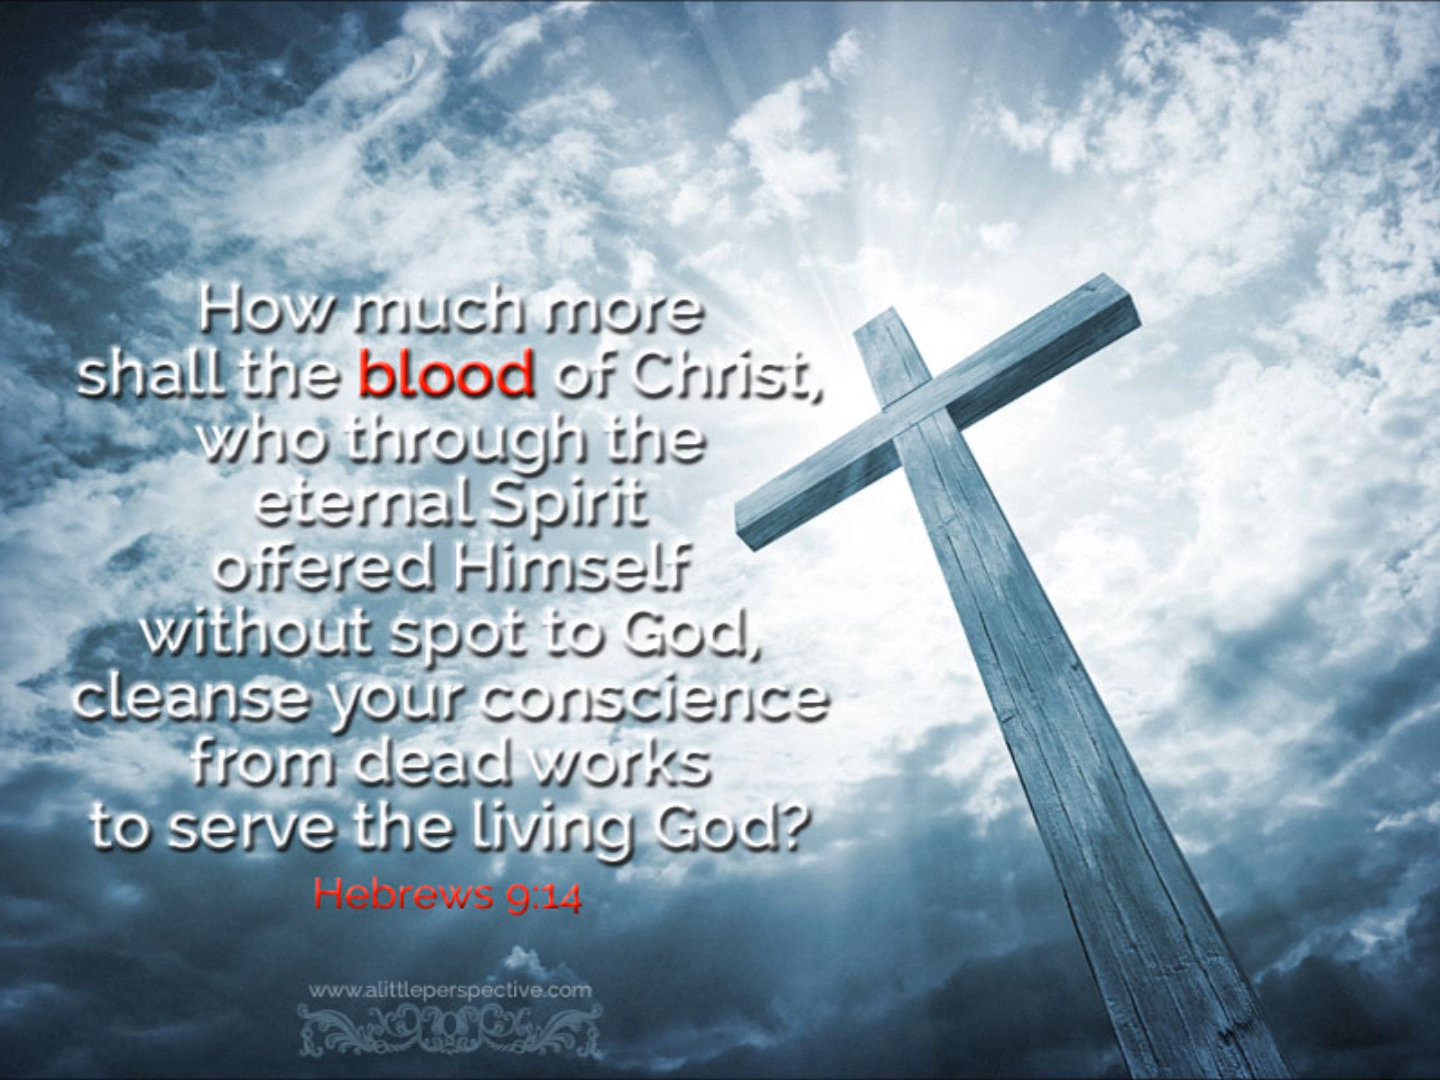 How much more
shall the blood of Christ,
who through the
eternal Spirit
offered Himself
without spot to God,
cleanse your conscience
from dead works
to serve the living God?
Hebrews 9:14
www.alittleperspective.com